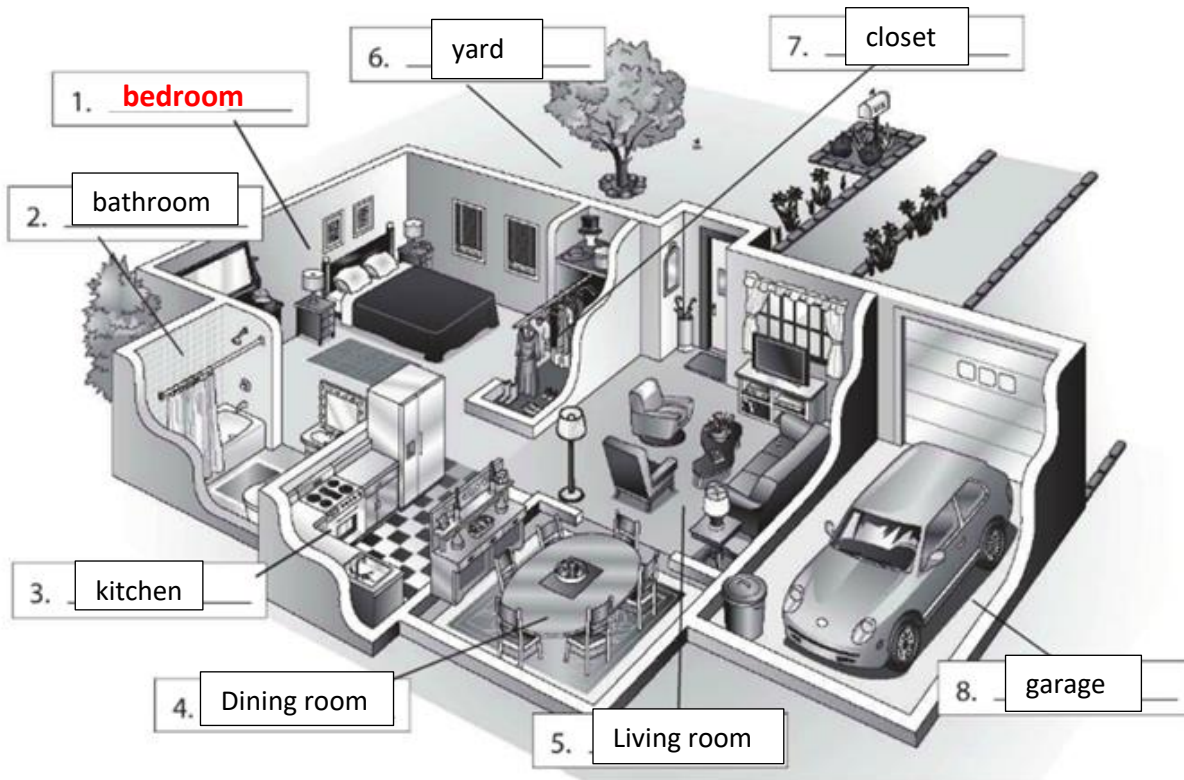 1. bedroom
2. bathroom
3. kitchen
4. Dining room
5. Living room
6. yard
7. closet
8. garage